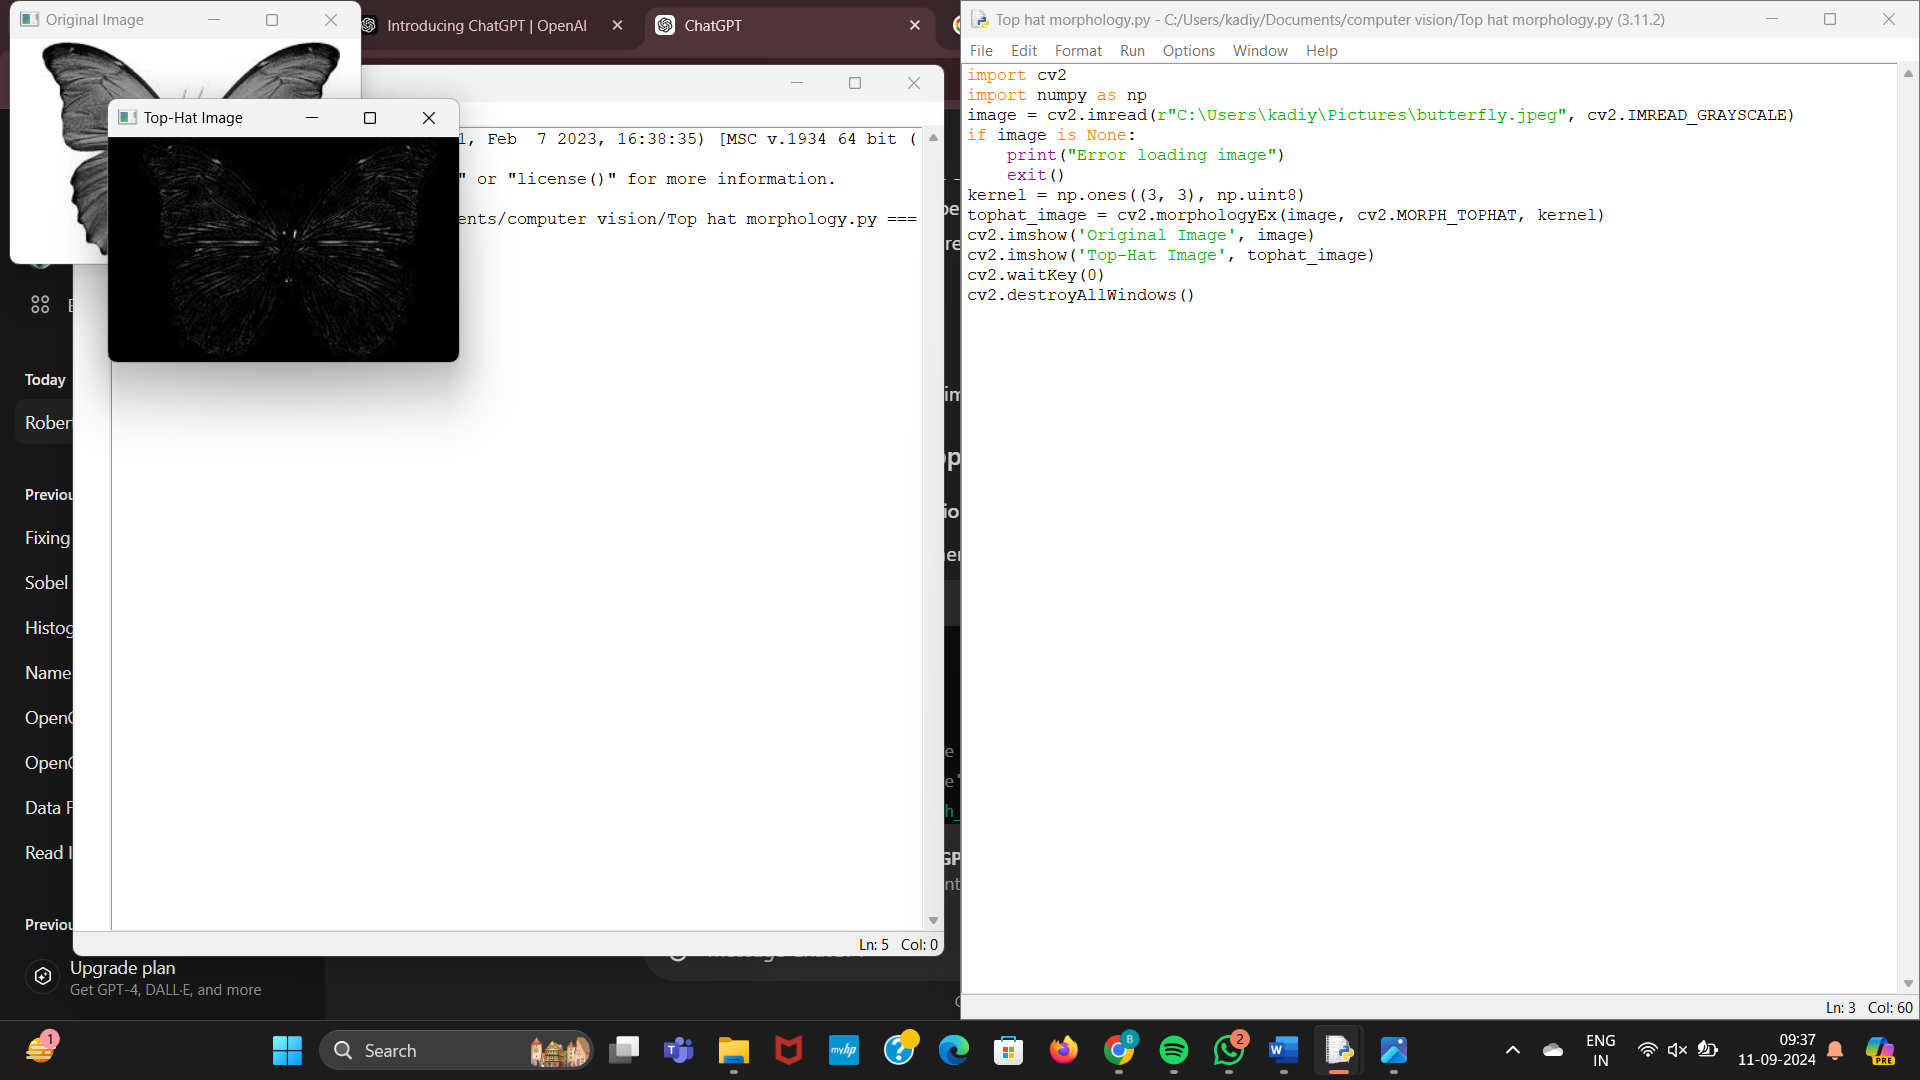 Original Image
Introducing ChatGPT | OpenAI
ChatGPT
Top-Hat Image
1, Feb  7 2023, 16:38:35) [MSC v.1934 64 bit (
" or "license()" for more information.
ents/computer vision/Top hat morphology.py ===
Today
Rober
Previou
Fixing
Sobel
Histog
Name
OpenC
OpenC
Data F
Read I
Previou
Upgrade plan
Get GPT-4, DALL·E, and more
Ln: 5   Col: 0
Top hat morphology.py - C:/Users/kadiy/Documents/computer vision/Top hat morphology.py (3.11.2)
File   Edit   Format   Run   Options   Window   Help
import cv2
import numpy as np
image = cv2.imread(r"C:\Users\kadiy\Pictures\butterfly.jpeg", cv2.IMREAD_GRAYSCALE)
if image is None:
    print("Error loading image")
    exit()
kernel = np.ones((3, 3), np.uint8)
tophat_image = cv2.morphologyEx(image, cv2.MORPH_TOPHAT, kernel)
cv2.imshow('Original Image', image)
cv2.imshow('Top-Hat Image', tophat_image)
cv2.waitKey(0)
cv2.destroyAllWindows()
Ln: 3   Col: 60
1
Search
myhp
B
2
ENG
IN
09:37
11-09-2024
PRE